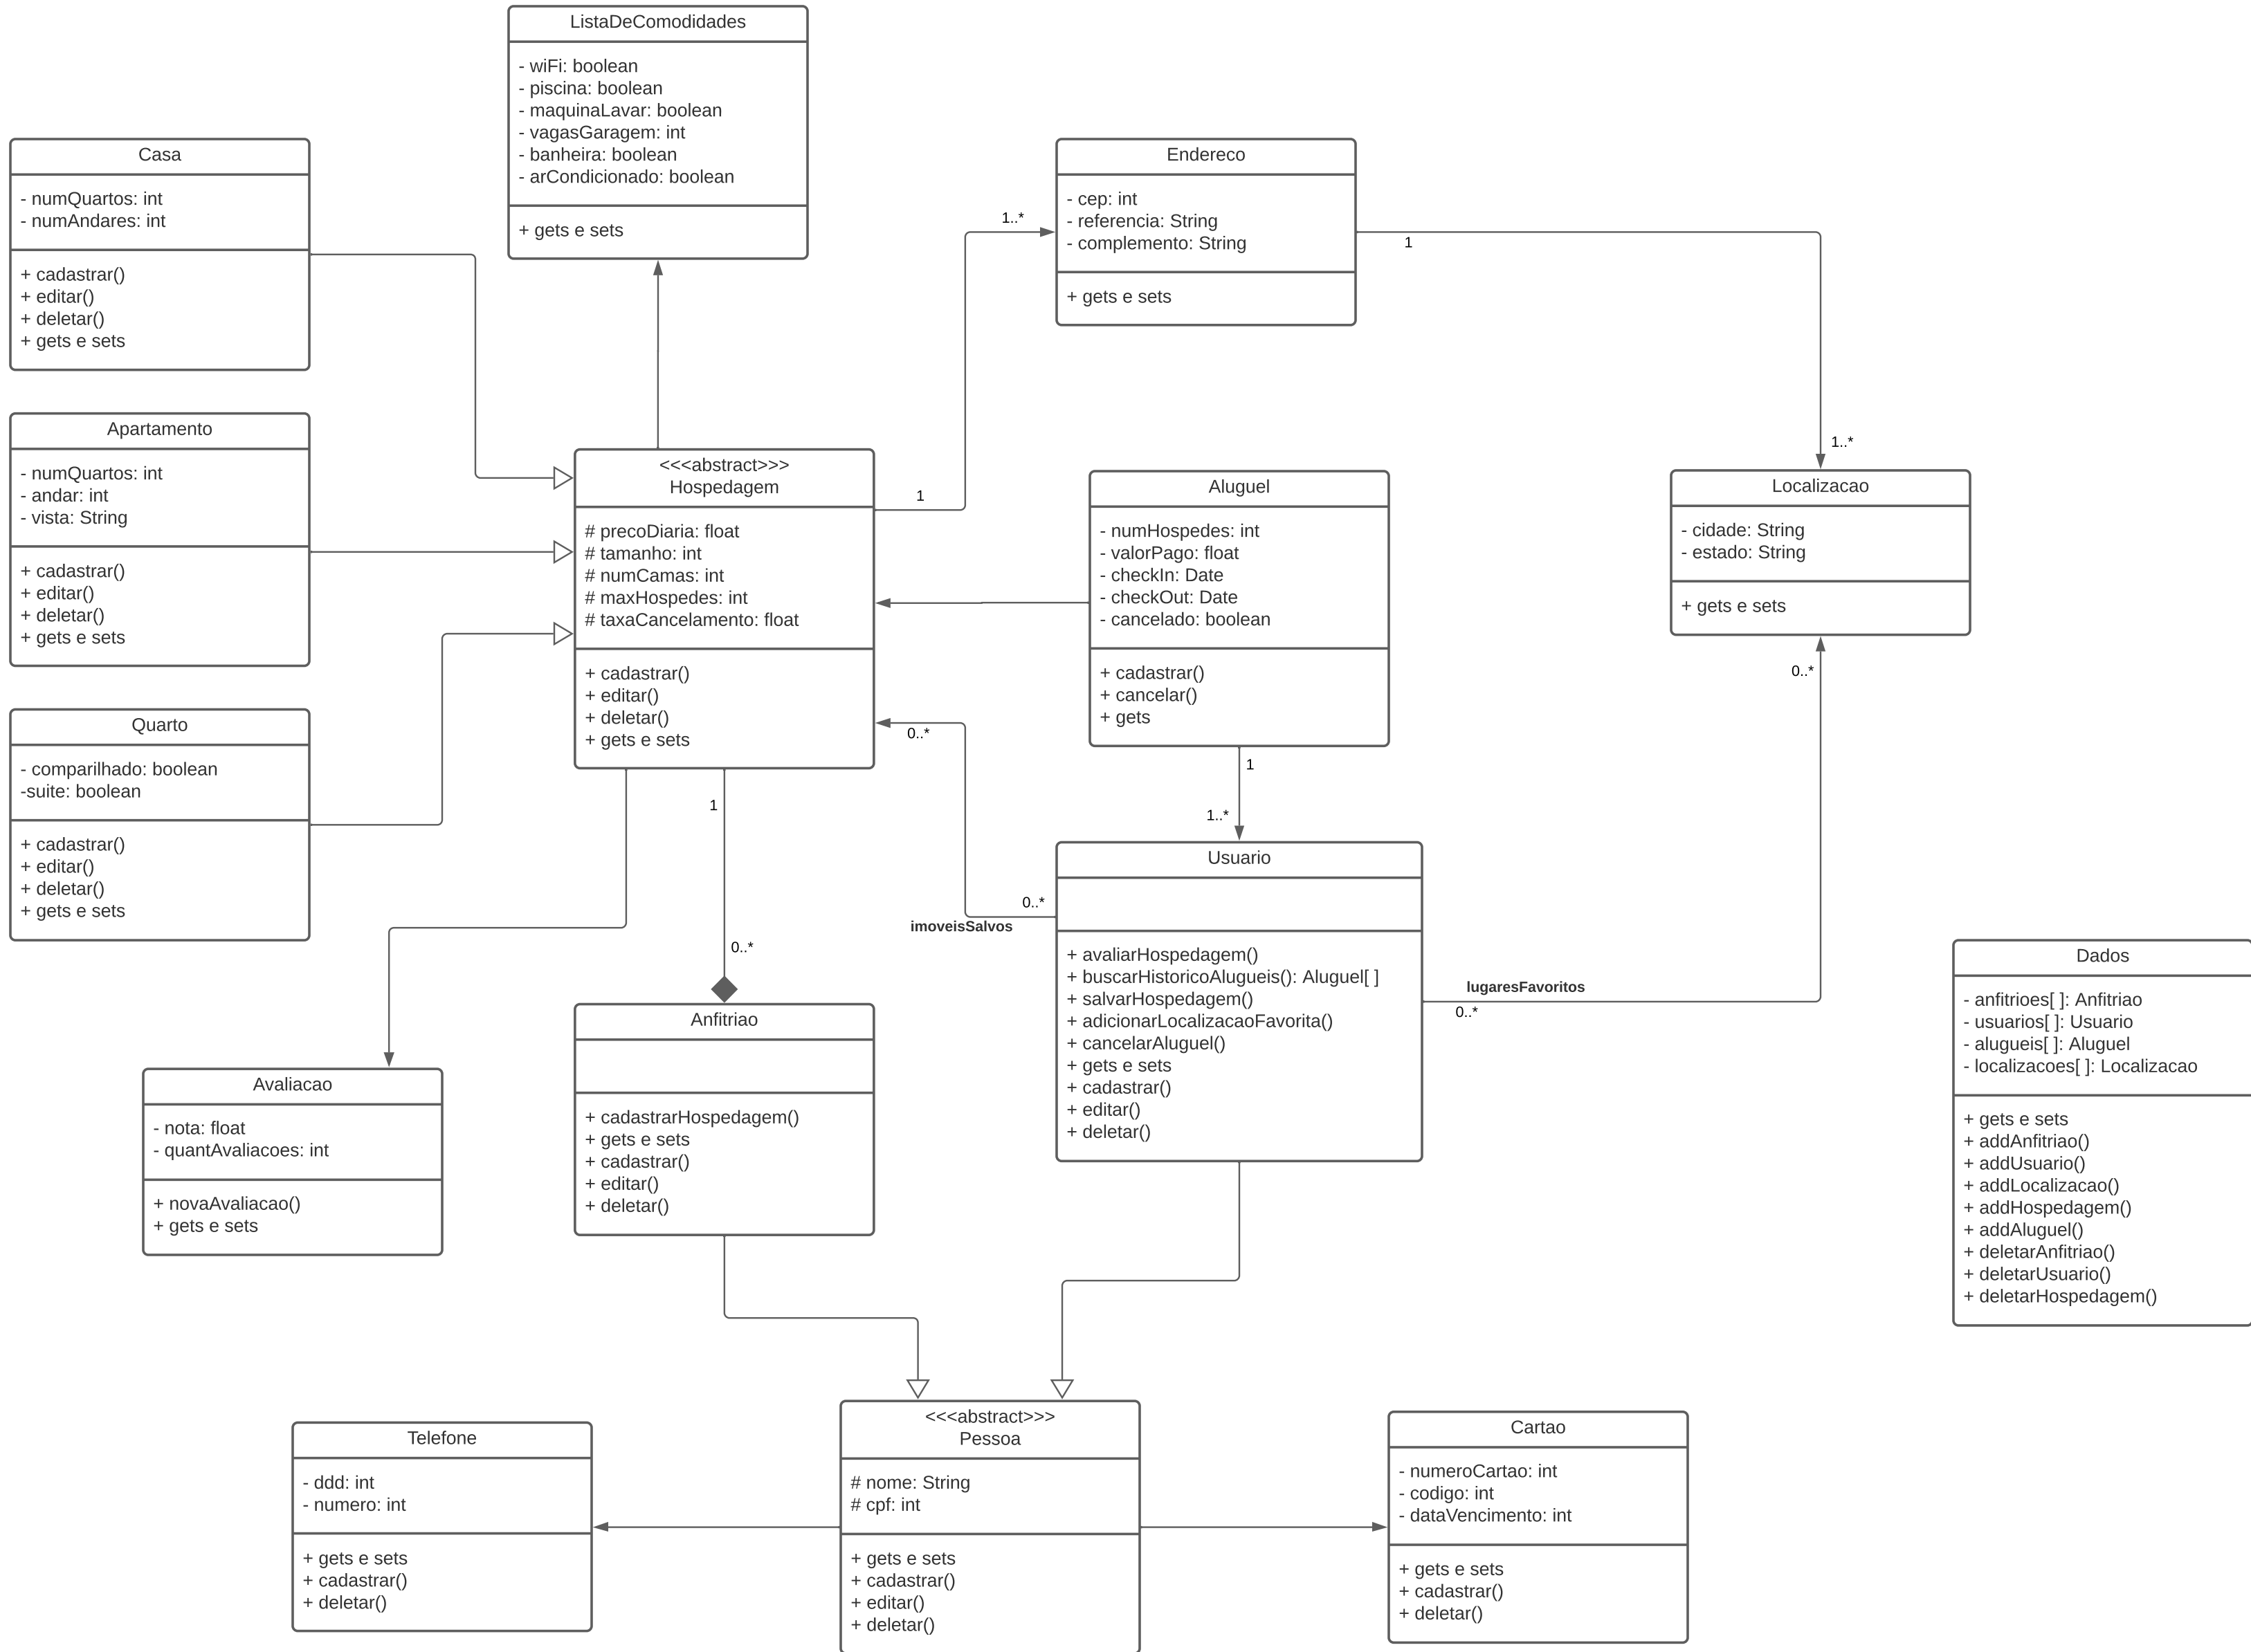 ListaDeComodidades
- wiFi: boolean
- piscina: boolean
- maquinaLavar: boolean
- vagasGaragem: int
- banheira: boolean
- arCondicionado: boolean
+ gets e sets
Casa
- numQuartos: int
- numAndares: int
+ cadastrar()
+ editar()
+ deletar()
+ gets e sets
Endereco
- cep: int
- referencia: String
- complemento: String
+ gets e sets
1..*
1
1
1..*
Apartamento
- numQuartos: int
- andar: int
- vista: String
+ cadastrar()
+ editar()
+ deletar()
+ gets e sets
<<<abstract>>>
Hospedagem
# precoDiaria: float
# tamanho: int
# numCamas: int
# maxHospedes: int
# taxaCancelamento: float
+ cadastrar()
+ editar()
+ deletar()
+ gets e sets
Aluguel
- numHospedes: int
- valorPago: float
- checkIn: Date
- checkOut: Date
- cancelado: boolean
+ cadastrar()
+ cancelar()
+ gets
Localizacao
- cidade: String
- estado: String
+ gets e sets
0..*
Quarto
- comparilhado: boolean
-suite: boolean
+ cadastrar()
+ editar()
+ deletar()
+ gets e sets
0..*
1
1
1..*
0..*
imoveisSalvos
0..*
Usuario
+ avaliarHospedagem()
+ buscarHistoricoAlugueis(): Aluguel[ ]
+ salvarHospedagem()
+ adicionarLocalizacaoFavorita()
+ cancelarAluguel()
+ gets e sets
+ cadastrar()
+ editar()
+ deletar()
lugaresFavoritos
0..*
Dados
- anfitrioes[ ]: Anfitriao
- usuarios[ ]: Usuario
- alugueis[ ]: Aluguel
- localizacoes[ ]: Localizacao
+ gets e sets
+ addAnfitriao()
+ addUsuario()
+ addLocalizacao()
+ addHospedagem()
+ addAluguel()
+ deletarAnfitriao()
+ deletarUsuario()
+ deletarHospedagem()
Avaliacao
- nota: float
- quantAvaliacoes: int
+ novaAvaliacao()
+ gets e sets
Anfitriao
+ cadastrarHospedagem()
+ gets e sets
+ cadastrar()
+ editar()
+ deletar()
Telefone
- ddd: int
- numero: int
+ gets e sets
+ cadastrar()
+ deletar()
<<<abstract>>>
Pessoa
# nome: String
# cpf: int
+ gets e sets
+ cadastrar()
+ editar()
+ deletar()
Cartao
- numeroCartao: int
- codigo: int
- dataVencimento: int
+ gets e sets
+ cadastrar()
+ deletar()